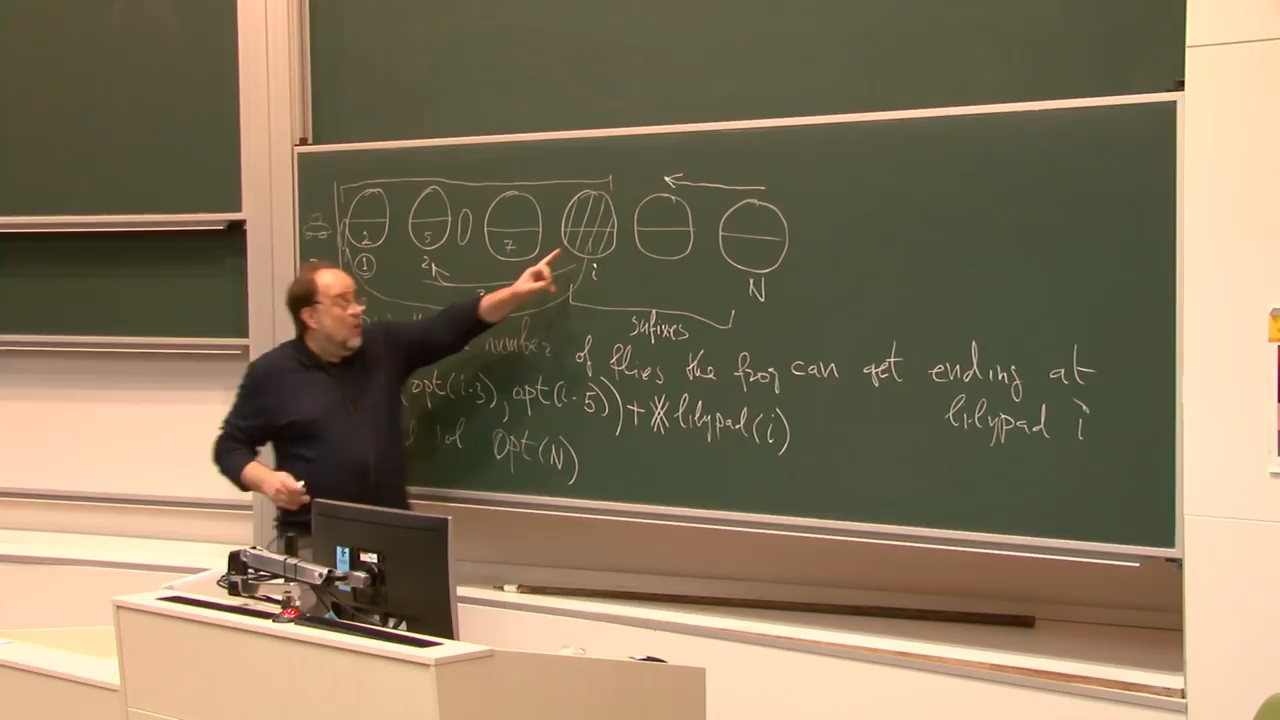 2 5 7
1 2 i N
sufixes
number of flies the frog can get ending at
opt(i-3), opt(i-5)) + lilypad(i) lilypad i
opt(N)